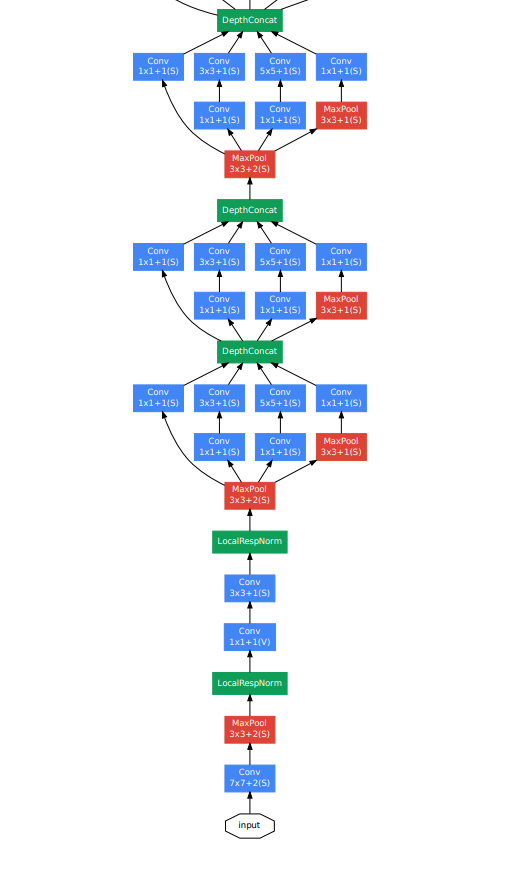 DepthConcat
Conv
1x1+1(S)
Conv
3x3+1(S)
Conv
5x5+1(S)
Conv
1x1+1(S)
Conv
1x1+1(S)
Conv
1x1+1(S)
MaxPool
3x3+1(S)
MaxPool
3x3+2(S)
DepthConcat
Conv
1x1+1(S)
Conv
3x3+1(S)
Conv
5x5+1(S)
Conv
1x1+1(S)
Conv
1x1+1(S)
Conv
1x1+1(S)
MaxPool
3x3+1(S)
DepthConcat
Conv
1x1+1(S)
Conv
3x3+1(S)
Conv
5x5+1(S)
Conv
1x1+1(S)
Conv
1x1+1(S)
Conv
1x1+1(S)
MaxPool
3x3+1(S)
MaxPool
3x3+2(S)
LocalRespNorm
Conv
3x3+1(S)
Conv
1x1+1(V)
LocalRespNorm
MaxPool
3x3+2(S)
Conv
7x7+2(S)
input